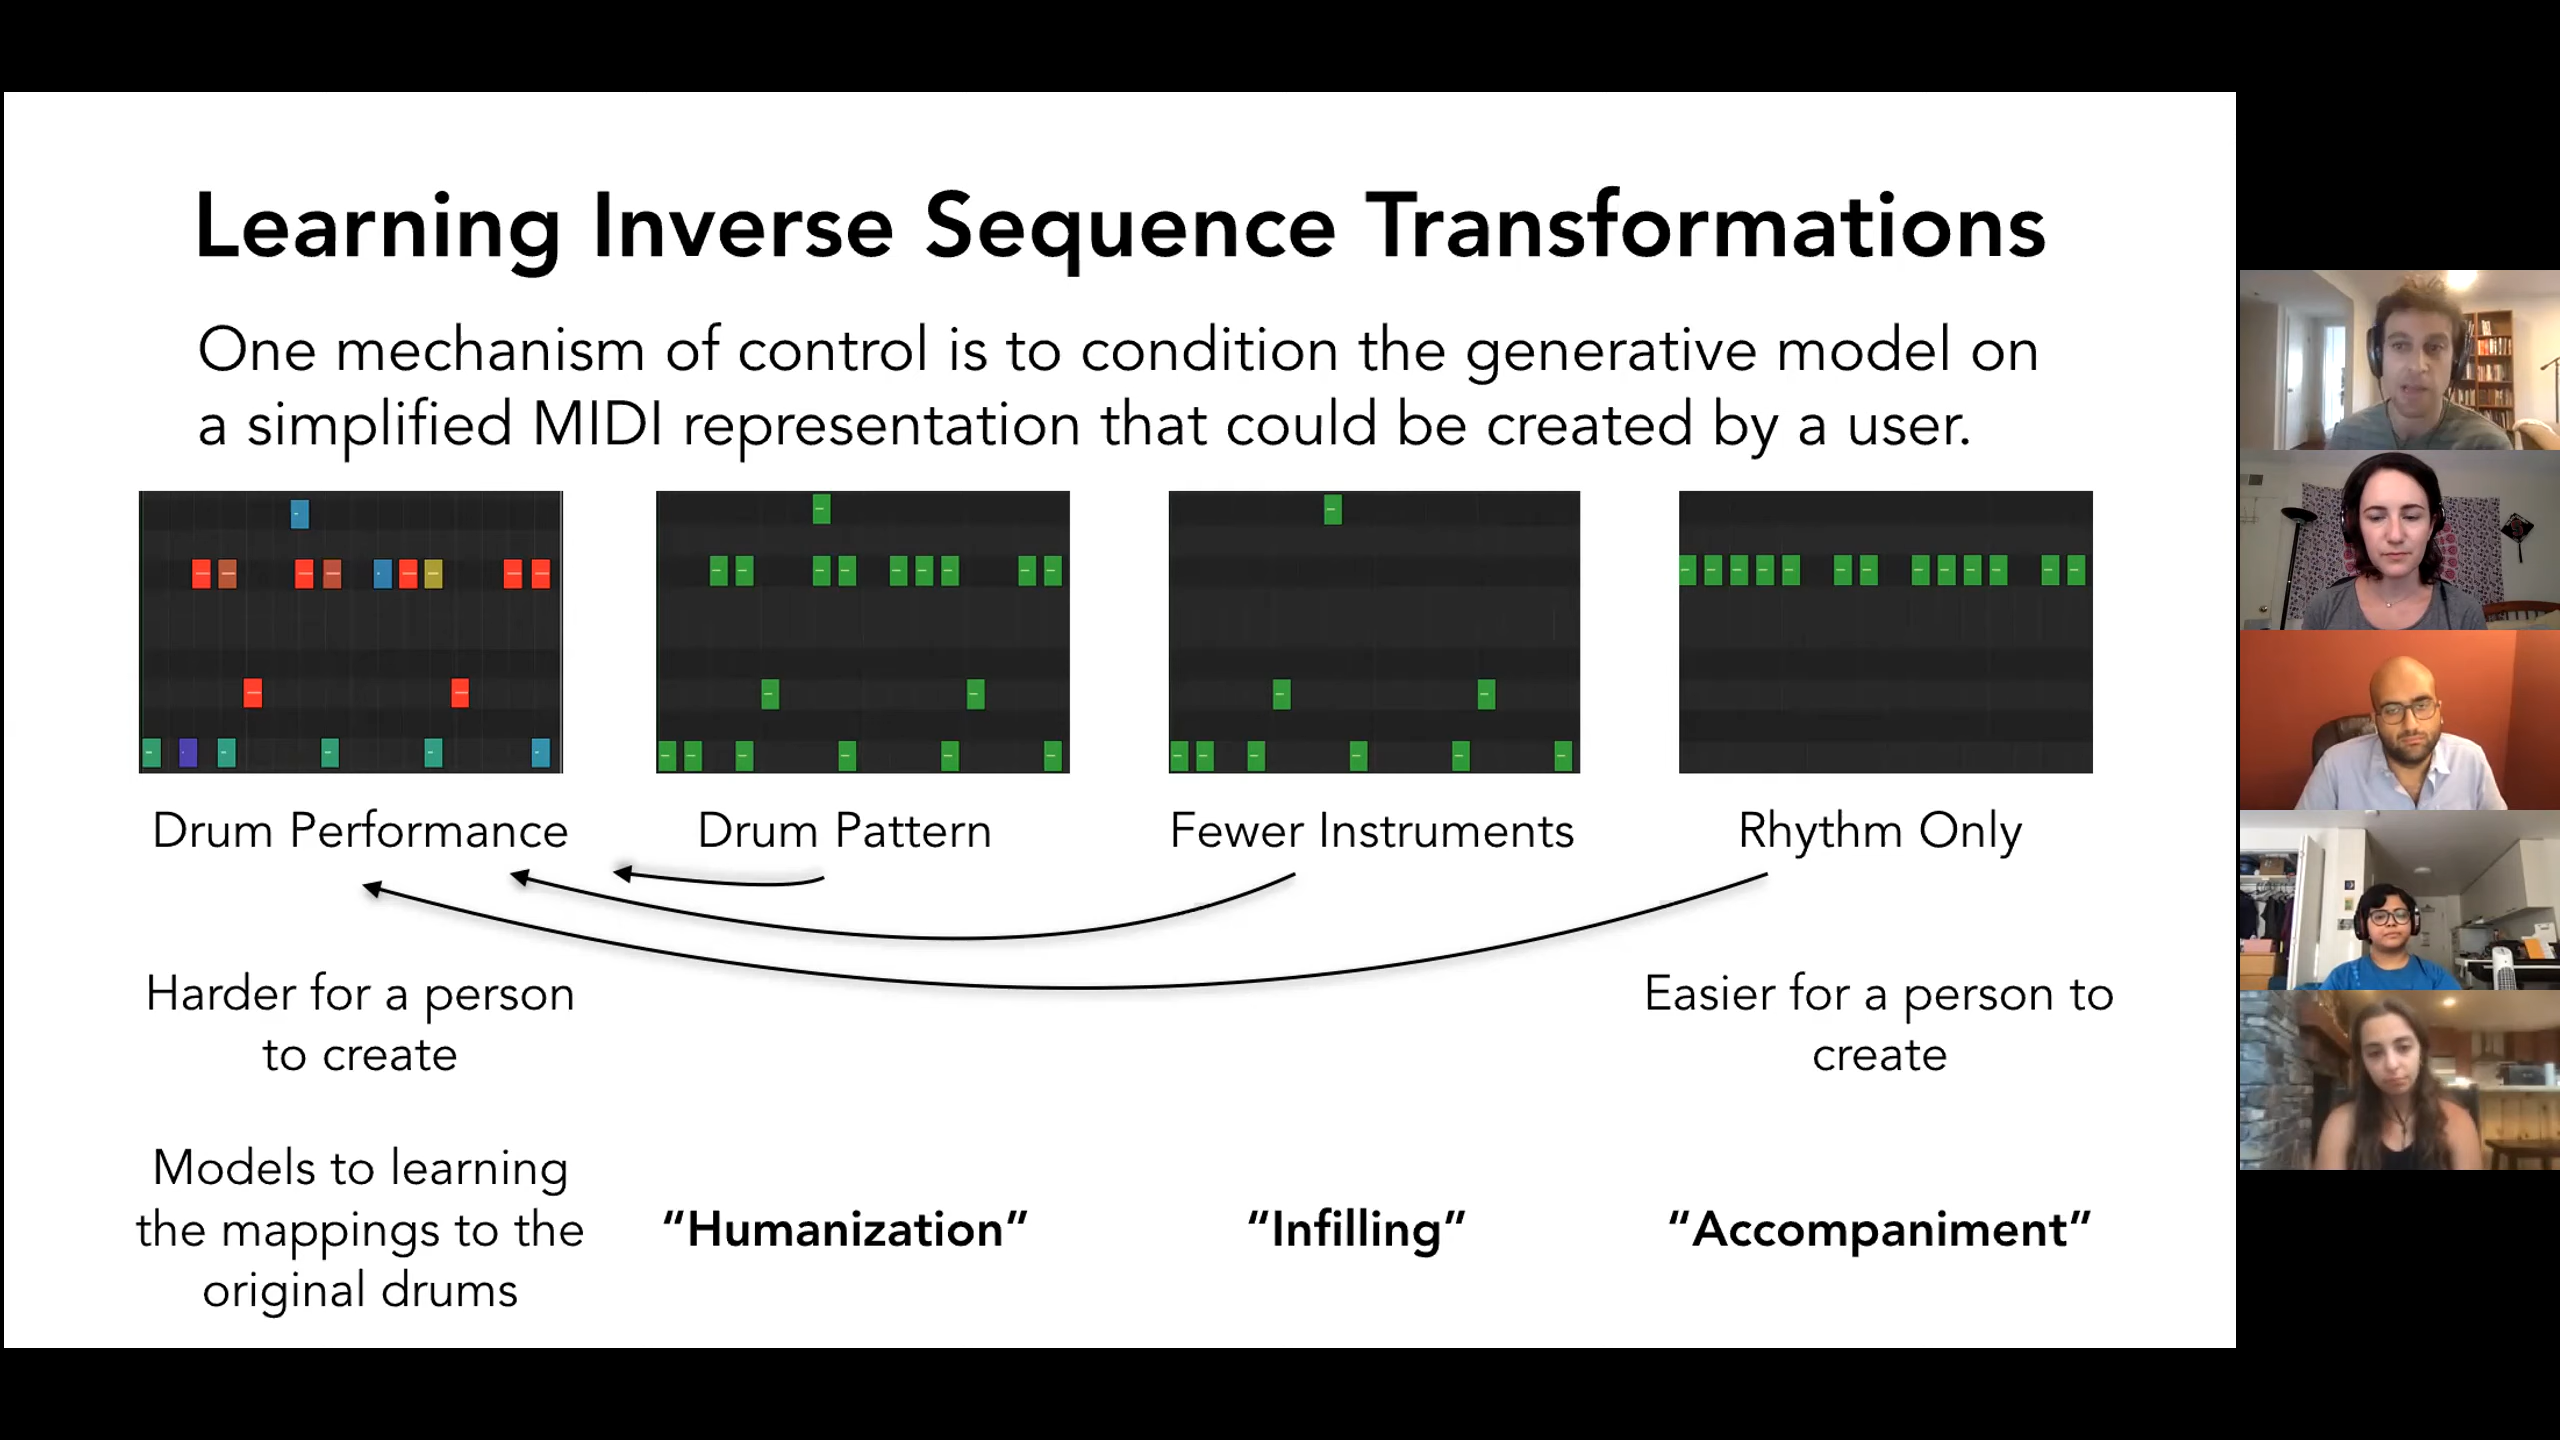 Learning Inverse Sequence Transformations
One mechanism of control is to condition the generative model on
a simplified MIDI representation that could be created by a user.
Drum Performance
Drum Pattern
Fewer Instruments
Rhythm Only
Harder for a person
to create
Easier for a person to
create
Models to learning
the mappings to the
original drums
“Humanization”
“Infilling”
“Accompaniment”